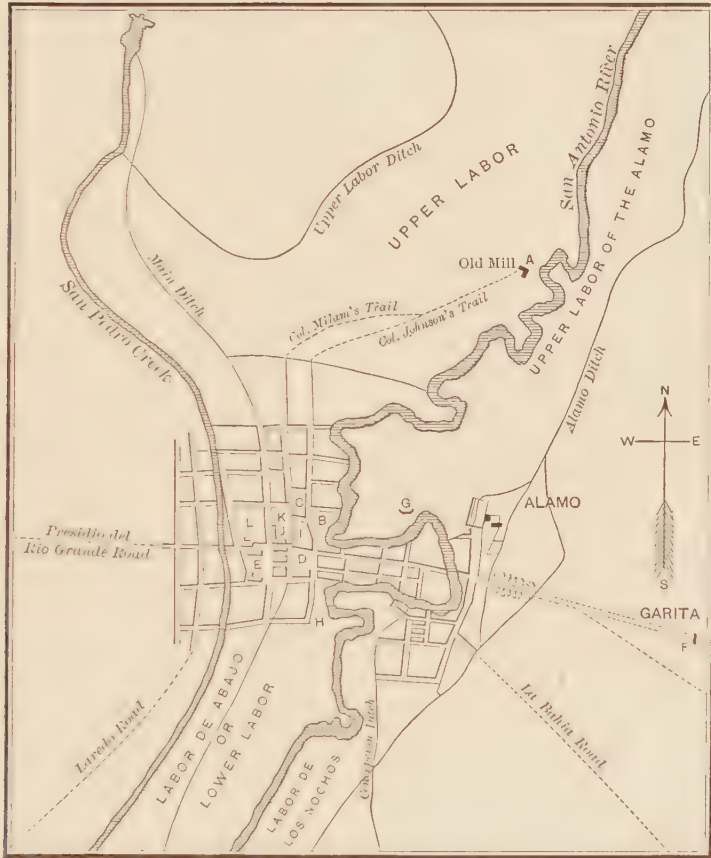 San Antonio River
Upper Labor Ditch
UPPER LABOR
UPPER LABOR OF THE ALAMO
Old Mill
A
Main Ditch
San Pedro Creek
Col. Milam's Trail
Col. Johnson's Trail
Alamo Ditch
N
W
E
S
G
ALAMO
C
L
K
B
J
I
E
D
H
Presidio del
Rio Grande Road
GARITA
F
Laredo Road
LABOR DE ABAJO
OR
LOWER LABOR
LABOR DE
LOS NOCHOS
Ditch
La Bahia Road